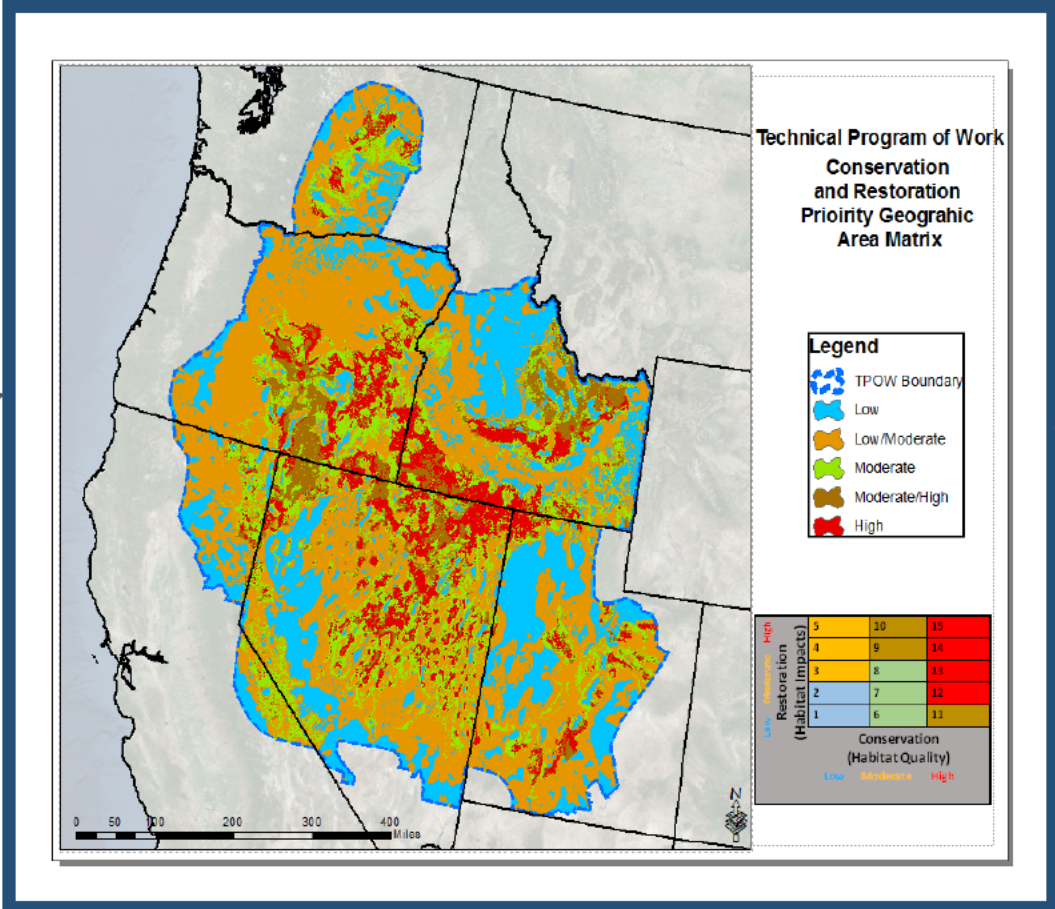 Technical Program of Work
Conservation
and Restoration
Prioirity Geograhic
Area Matrix
Legend
TPOW Boundary
Low
Low/Moderate
Moderate
Moderate/High
High
Low Moderate High
Restoration
(Habitat Impacts)
5 10 15
4 9 14
3 8 13
2 7 12
1 6 11
Conservation
(Habitat Quality)
Low Moderate High
N
0 50 100 200 300 400
Miles